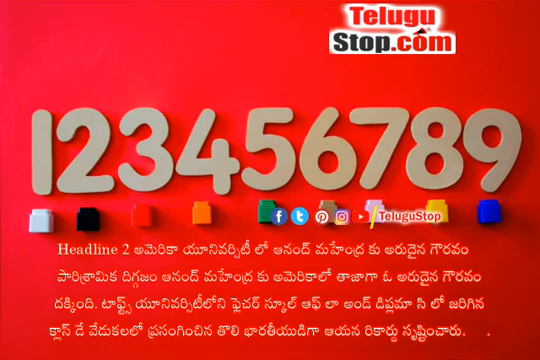 Telugu
Stop.com
123456789
/TeluguStop
Headline 2 అమెరికా యూనివర్సిటీ లో ఆనంద్ మహేంద్ర కు అరుదైన గౌరవం
పారిశ్రామిక దిగ్గజం ఆనంద్ మహేంద్ర కు అమెరికాలో తాజాగా ఓ అరుదైన గౌరవం
దక్కింది. టాఫ్ట్స్ యూనివర్సిటీలోని ఫ్లెచర్ స్కూల్ ఆఫ్ లా అండ్ డిప్లమా సి లో జరిగిన
క్లాస్ డే వేడుకలలో ప్రసంగించిన తొలి భారతీయుడిగా ఆయన రికార్డు సృష్టించారు. .